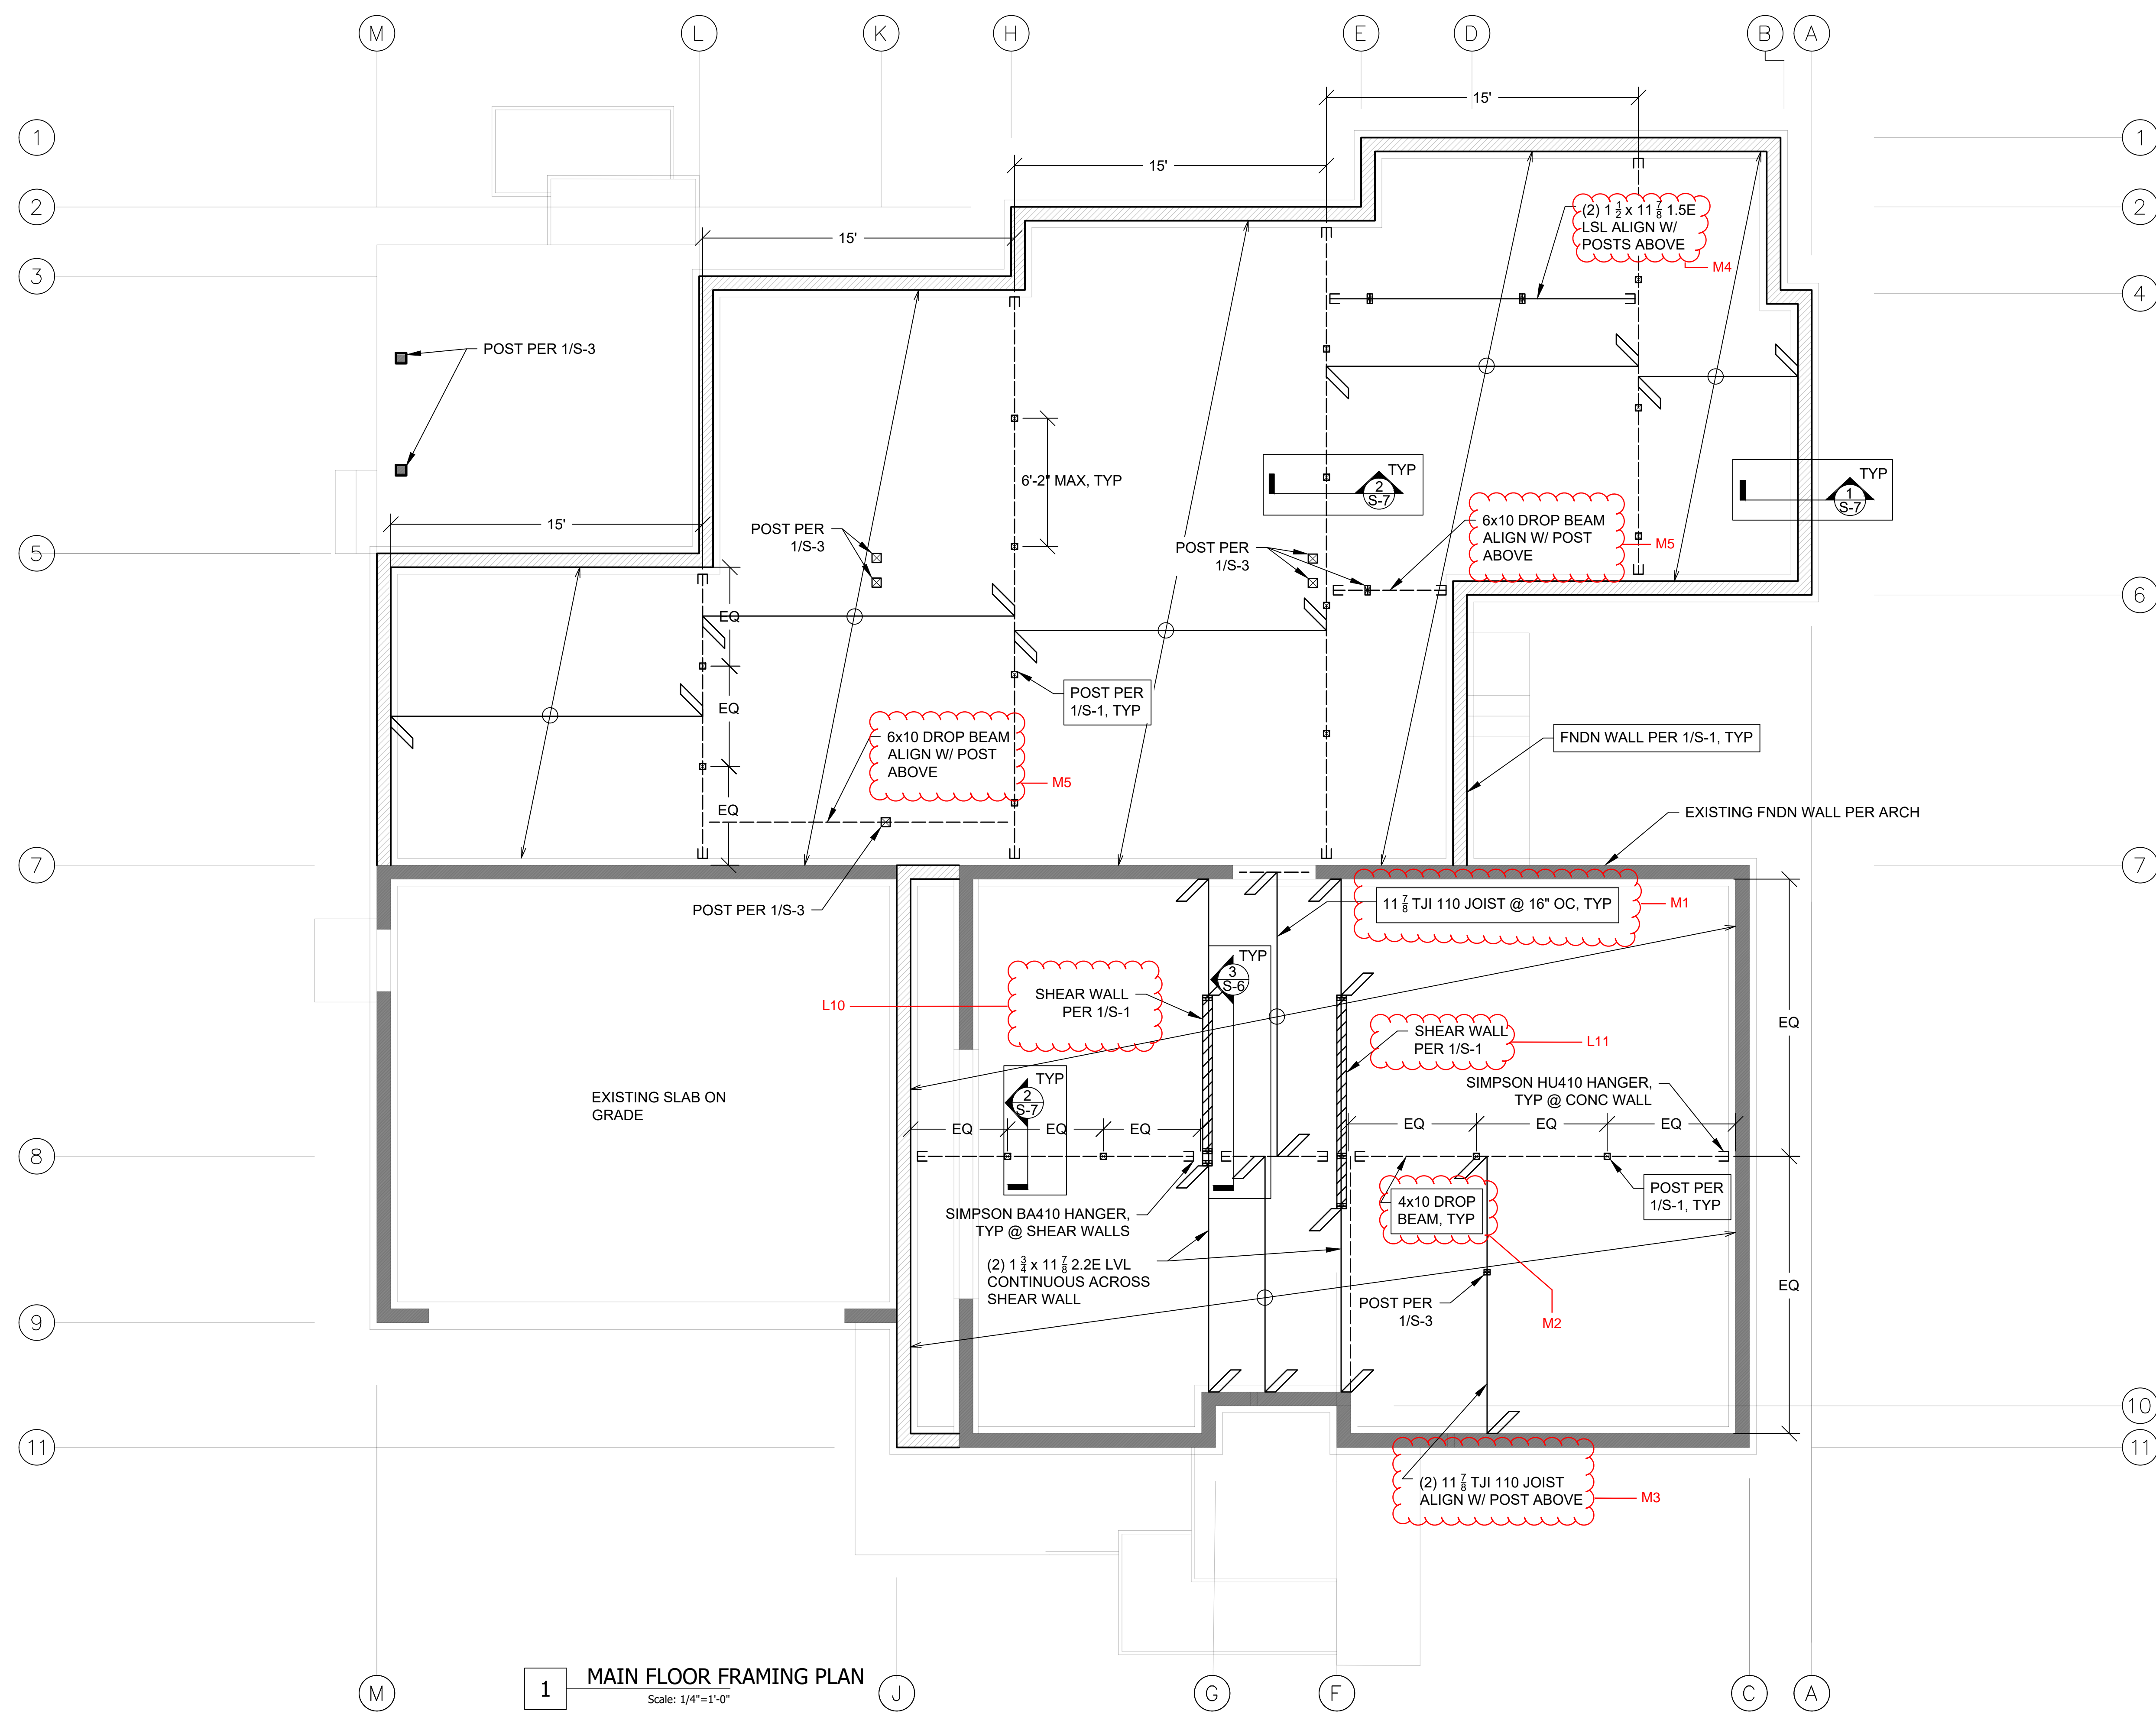 M
L
K
H
E
D
B
A
1
1
2
2
3
4
5
6
7
7
8
9
10
11
11
15'
15'
15'
15'
(2) 1 1/2 x 11 7/8 1.5E
LSL ALIGN W/
POSTS ABOVE
M4
POST PER 1/S-3
6'-2" MAX, TYP
TYP
2
S-7
TYP
1
S-7
POST PER
1/S-3
POST PER
1/S-3
6x10 DROP BEAM
ALIGN W/ POST
ABOVE
M5
EQ
EQ
EQ
POST PER
1/S-1, TYP
6x10 DROP BEAM
ALIGN W/ POST
ABOVE
M5
FNDN WALL PER 1/S-1, TYP
EXISTING FNDN WALL PER ARCH
POST PER 1/S-3
11 7/8 TJI 110 JOIST @ 16" OC, TYP
M1
TYP
3
S-6
SHEAR WALL
PER 1/S-1
L10
SHEAR WALL
PER 1/S-1
L11
EQ
EXISTING SLAB ON
GRADE
TYP
2
S-7
SIMPSON HU410 HANGER,
TYP @ CONC WALL
EQ
EQ
EQ
EQ
EQ
EQ
SIMPSON BA410 HANGER,
TYP @ SHEAR WALLS
4x10 DROP
BEAM, TYP
M2
POST PER
1/S-1, TYP
(2) 1 3/4 x 11 7/8 2.2E LVL
CONTINUOUS ACROSS
SHEAR WALL
POST PER
1/S-3
EQ
(2) 11 7/8 TJI 110 JOIST
ALIGN W/ POST ABOVE
M3
1
MAIN FLOOR FRAMING PLAN
Scale: 1/4"=1'-0"
M
J
G
F
C
A